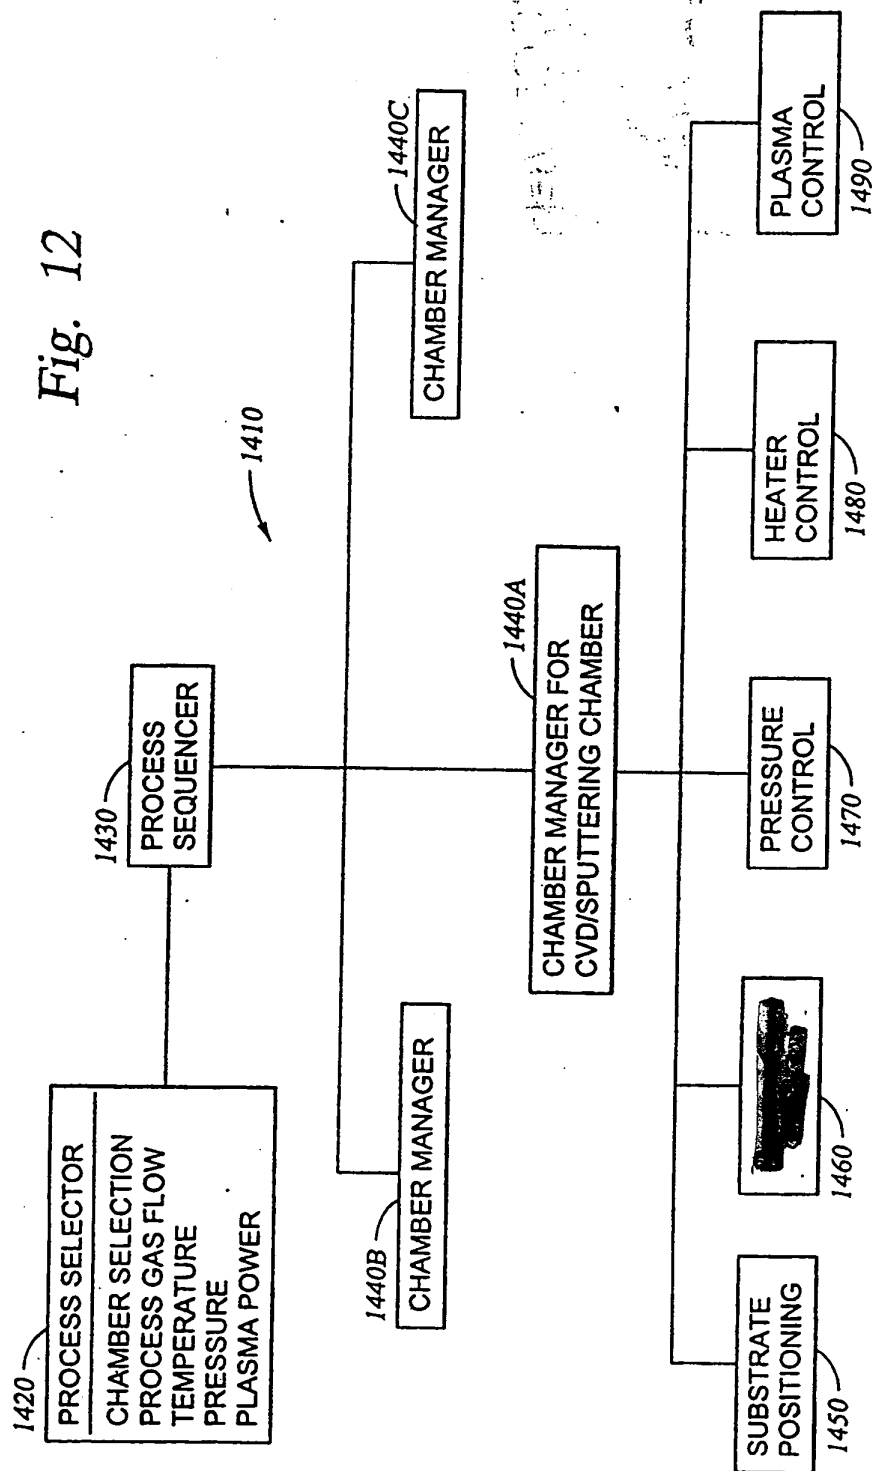 Fig. 12
1410
1420
PROCESS SELECTOR
CHAMBER SELECTION
PROCESS GAS FLOW
TEMPERATURE
PRESSURE
PLASMA POWER
1430
PROCESS
SEQUENCER
1440B
CHAMBER MANAGER
1440A
CHAMBER MANAGER FOR
CVD/SPUTTERING CHAMBER
1440C
CHAMBER MANAGER
SUBSTRATE
POSITIONING
1450
1460
PRESSURE
CONTROL
1470
HEATER
CONTROL
1480
PLASMA
CONTROL
1490